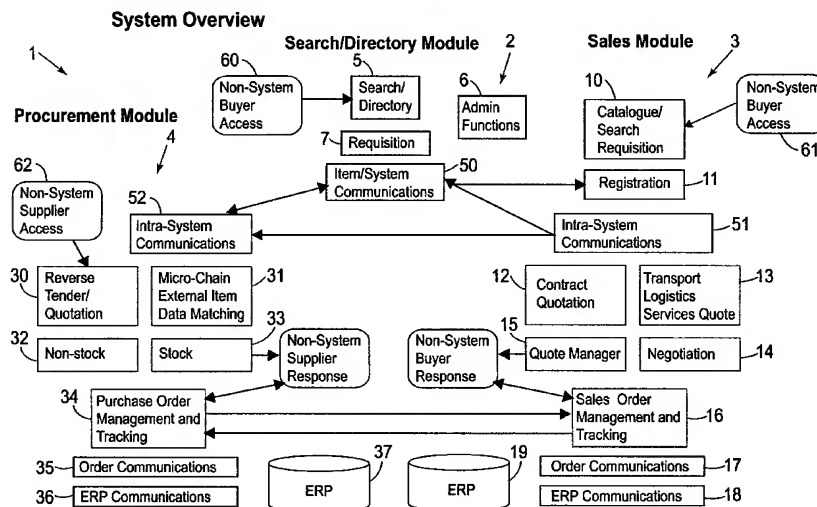 System Overview
Search/Directory Module
2
Sales Module
1
60
5
3
Non-System
Buyer
Access
Search/
Directory
6
Admin
Functions
10
Catalogue/
Search
Requisition
Non-System
Buyer
Access
61
Procurement Module
7
Requisition
4
50
62
Item/System
Communications
Registration
11
Non-System
Supplier
Access
52
Intra-System
Communications
Intra-System
Communications
51
30
Reverse
Tender/
Quotation
Micro-Chain
External Item
Data Matching
31
12
Contract
Quotation
Transport
Logistics
Services Quote
13
32
Non-stock
Stock
33
Non-System
Supplier
Response
Non-System
Buyer
Response
15
Quote Manager
Negotiation
14
34
Purchase Order
Management and
Tracking
Sales Order
Management and
Tracking
16
35
Order Communications
37
19
Order Communications
17
36
ERP Communications
ERP
ERP
ERP Communications
18